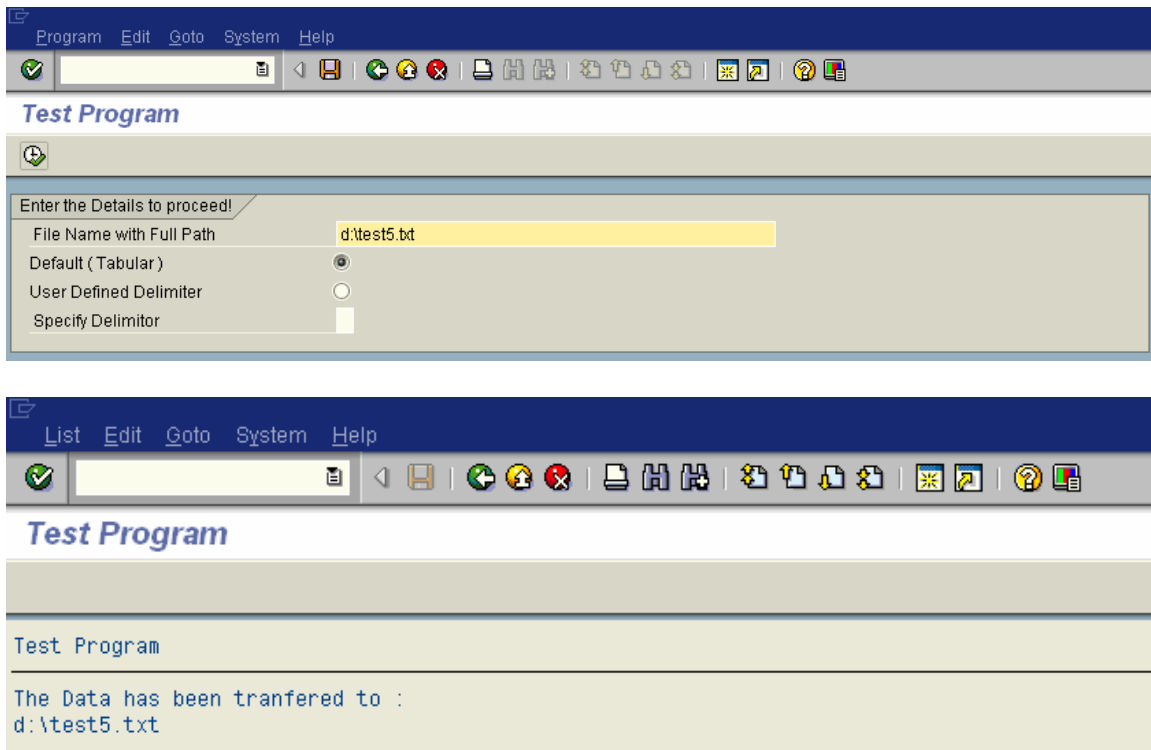 Program Edit Goto System Help
Test Program
Enter the Details to proceed!
File Name with Full Path d:\test5.txt
Default ( Tabular )
User Defined Delimiter
Specify Delimitor
List Edit Goto System Help
Test Program
Test Program
The Data has been tranfered to :
d:\test5.txt